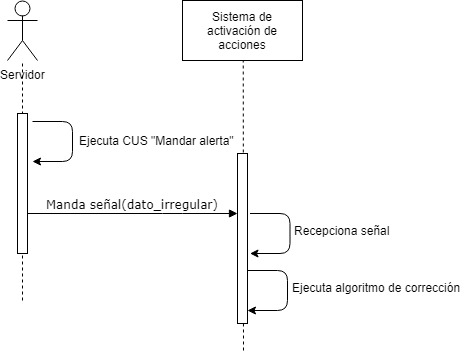 Sistema de
activación de
acciones
Servidor
Ejecuta CUS "Mandar alerta"
Manda señal(dato_irregular)
Recepciona señal
Ejecuta algoritmo de corrección